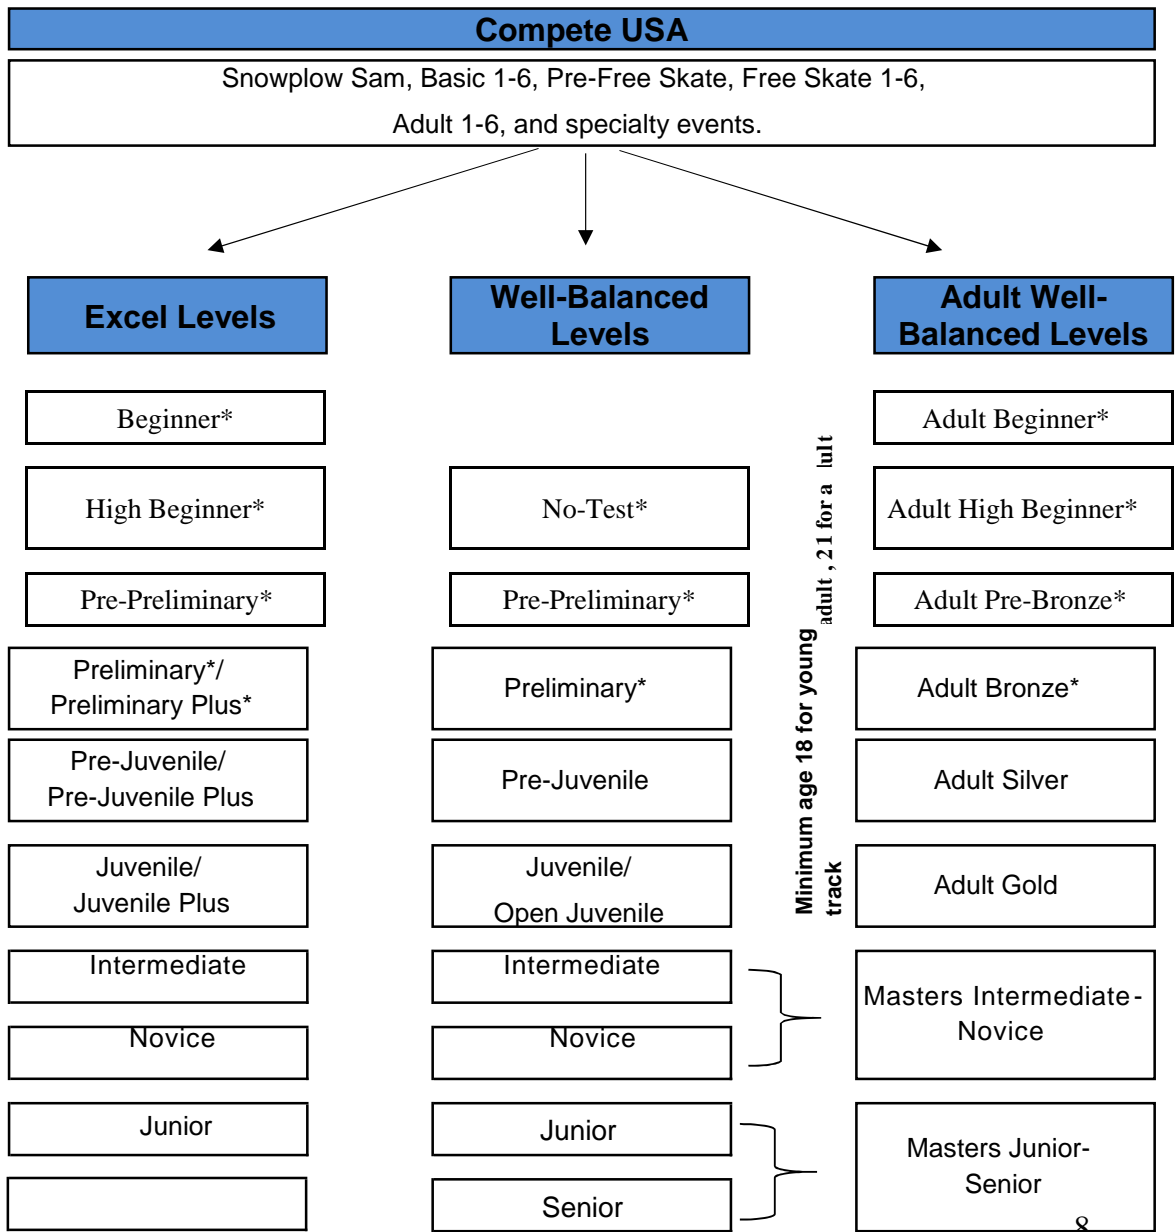 Compete USA
Snowplow Sam, Basic 1-6, Pre-Free Skate, Free Skate 1-6,
Adult 1-6, and specialty events.
Excel Levels
Well-Balanced
Levels
Adult Well-
Balanced Levels
Beginner*
Adult Beginner*
High Beginner*
No-Test*
Adult High Beginner*
Pre-Preliminary*
Pre-Preliminary*
Adult Pre-Bronze*
Preliminary*/
Preliminary Plus*
Preliminary*
Adult Bronze*
Pre-Juvenile/
Pre-Juvenile Plus
Pre-Juvenile
Adult Silver
Juvenile/
Juvenile Plus
Juvenile/
Open Juvenile
Adult Gold
Minimum age 18 for young adult, 21 for a
track
Intermediate
Intermediate
Masters Intermediate-
Novice
Novice
Novice
Junior
Junior
Masters Junior-
Senior
Senior
8